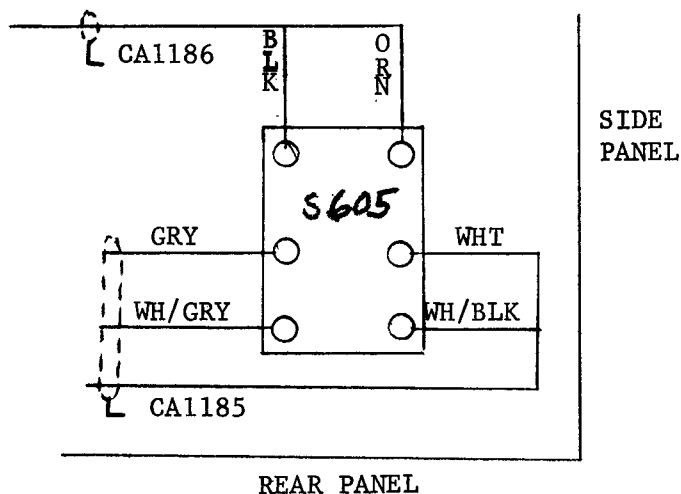 CA1186
BLK
ORN
SIDE
PANEL
S605
GRY
WHT
WH/GRY
WH/BLK
CA1185
REAR PANEL